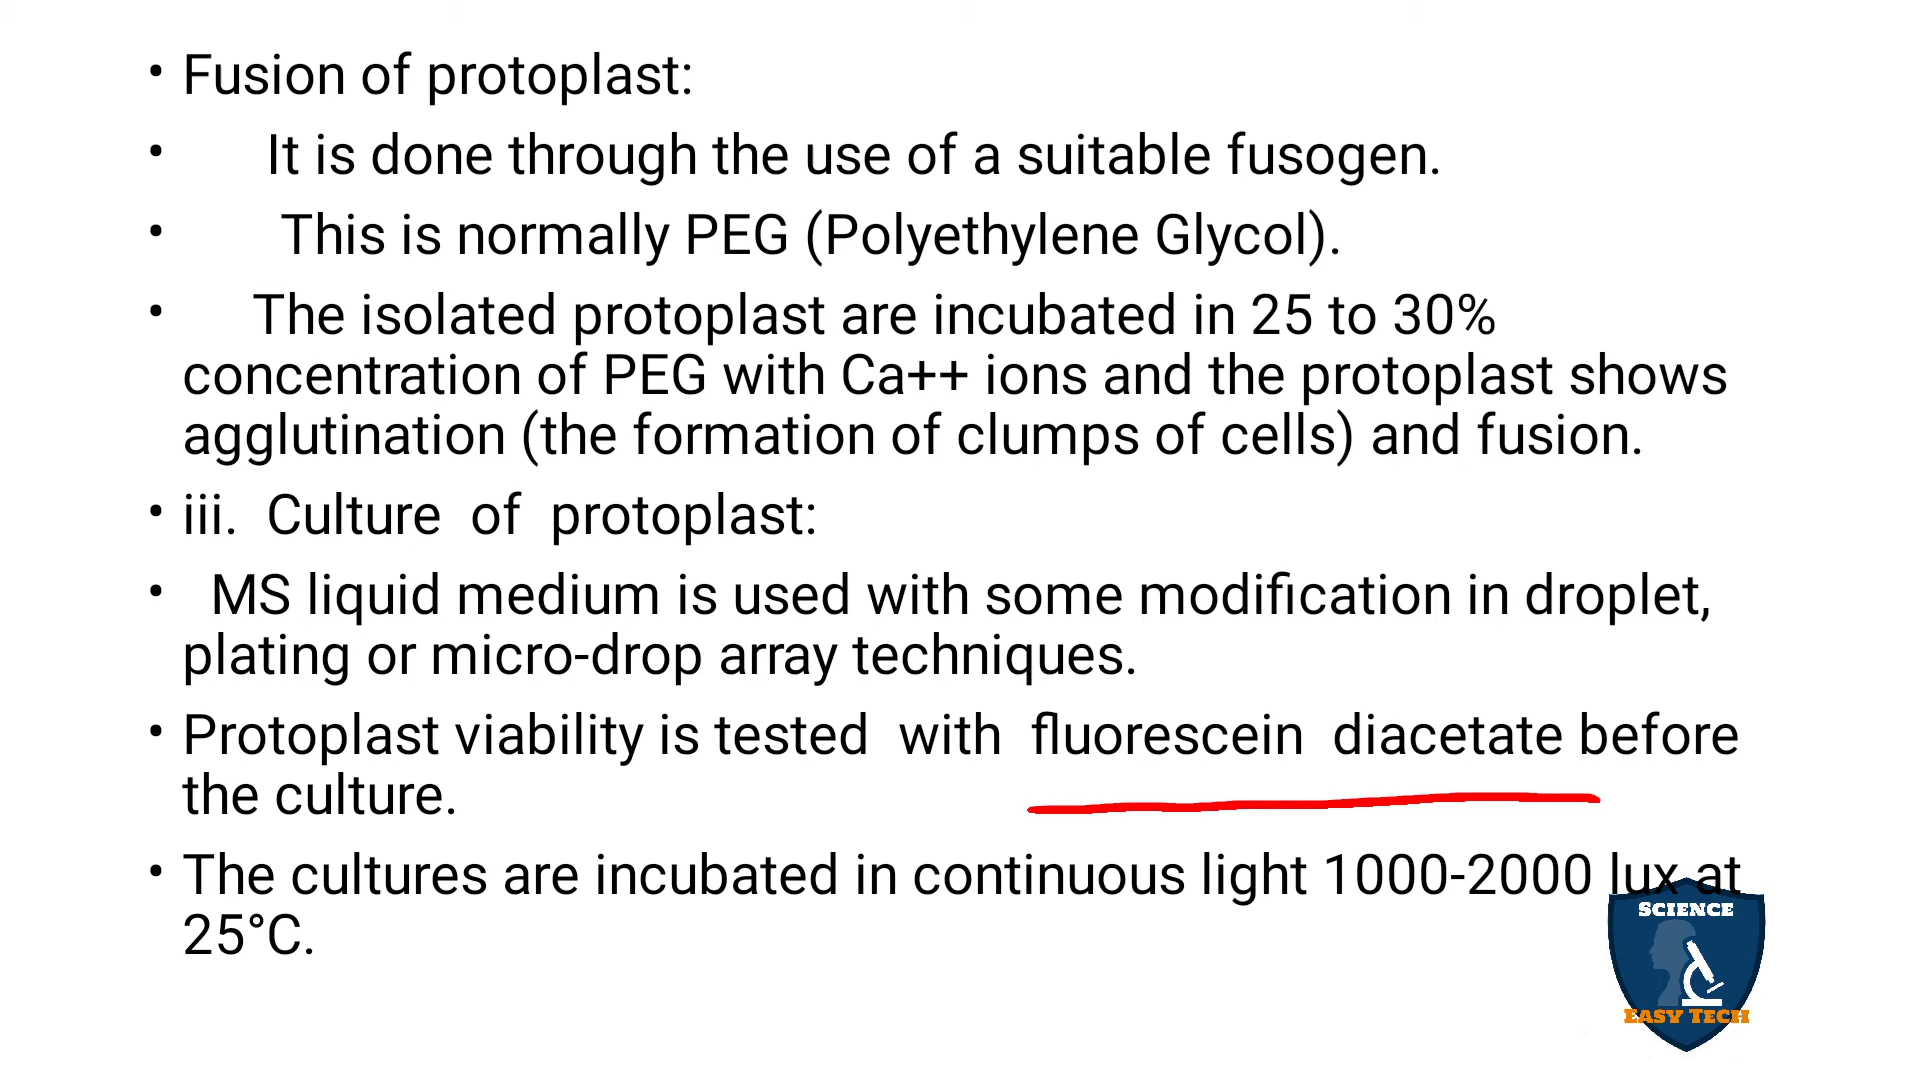 • Fusion of protoplast:
• It is done through the use of a suitable fusogen.
• This is normally PEG (Polyethylene Glycol).
• The isolated protoplast are incubated in 25 to 30%
concentration of PEG with Ca++ ions and the protoplast shows
agglutination (the formation of clumps of cells) and fusion.
• iii. Culture of protoplast:
• MS liquid medium is used with some modification in droplet,
plating or micro-drop array techniques.
• Protoplast viability is tested with fluorescein diacetate before
the culture.
• The cultures are incubated in continuous light 1000-2000 lux at
25°C.
SCIENCE
EASY TECH